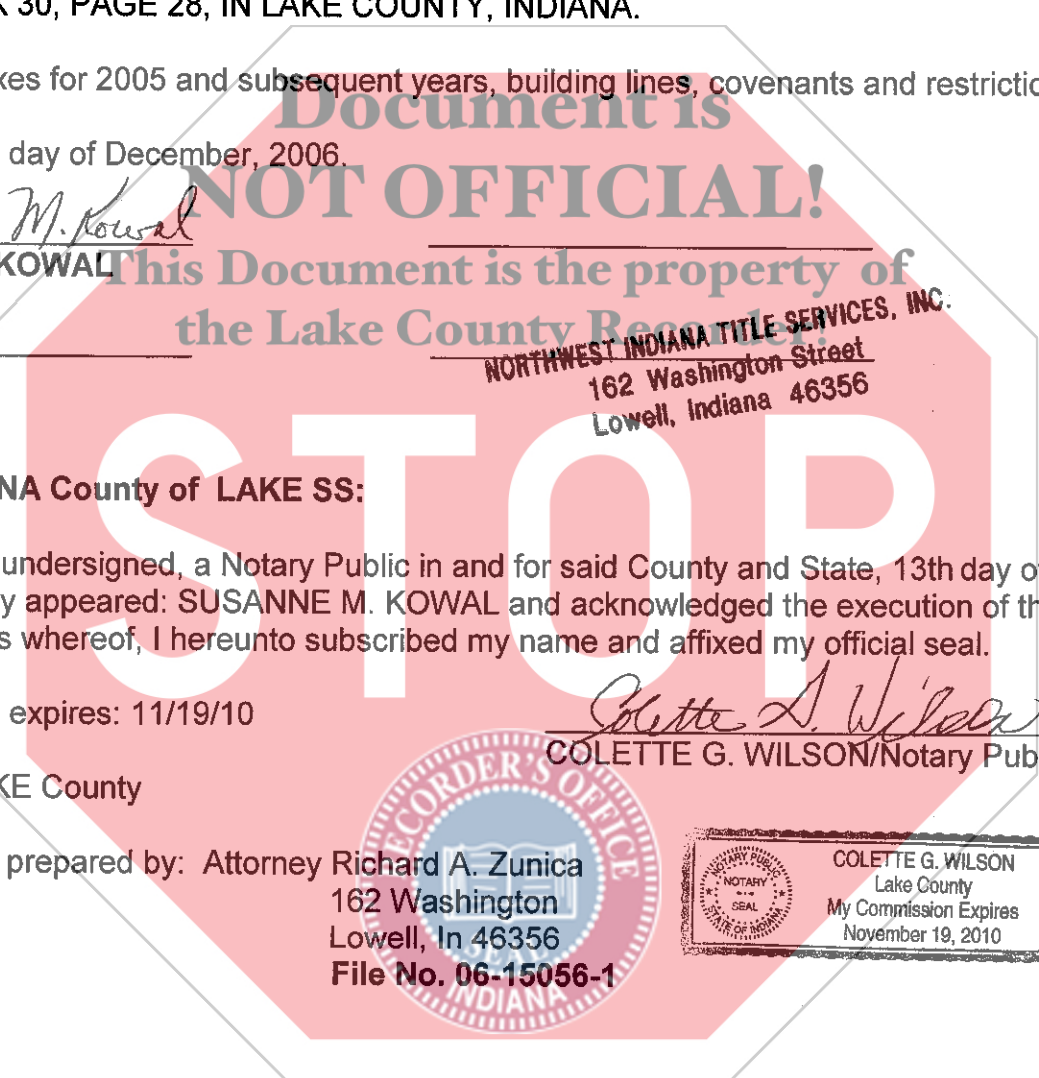 K 30, PAGE 28, IN LAKE COUNTY, INDIANA.
xes for 2005 and subsequent years, building lines, covenants and restrictio
Document is
day of December, 2006.
NOT OFFICIAL!
M. Kowal
KOWAL
This Document is the property of
the Lake County Recorder!
NORTHWEST INDIANA TITLE SERVICES, INC.
162 Washington Street
Lowell, Indiana 46356
STOP
NA County of LAKE SS:
undersigned, a Notary Public in and for said County and State, 13th day o
y appeared: SUSANNE M. KOWAL and acknowledged the execution of th
s whereof, I hereunto subscribed my name and affixed my official seal.
expires: 11/19/10
Colette G. Wilson
COLETTE G. WILSON/Notary Pub
KE County
RECORDER'S OFFICE
SEAL
INDIANA
prepared by: Attorney Richard A. Zunica
162 Washington
Lowell, In 46356
File No. 06-15056-1
NOTARY PUBLIC
NOTARY
SEAL
STATE OF INDIANA
COLETTE G. WILSON
Lake County
My Commission Expires
November 19, 2010